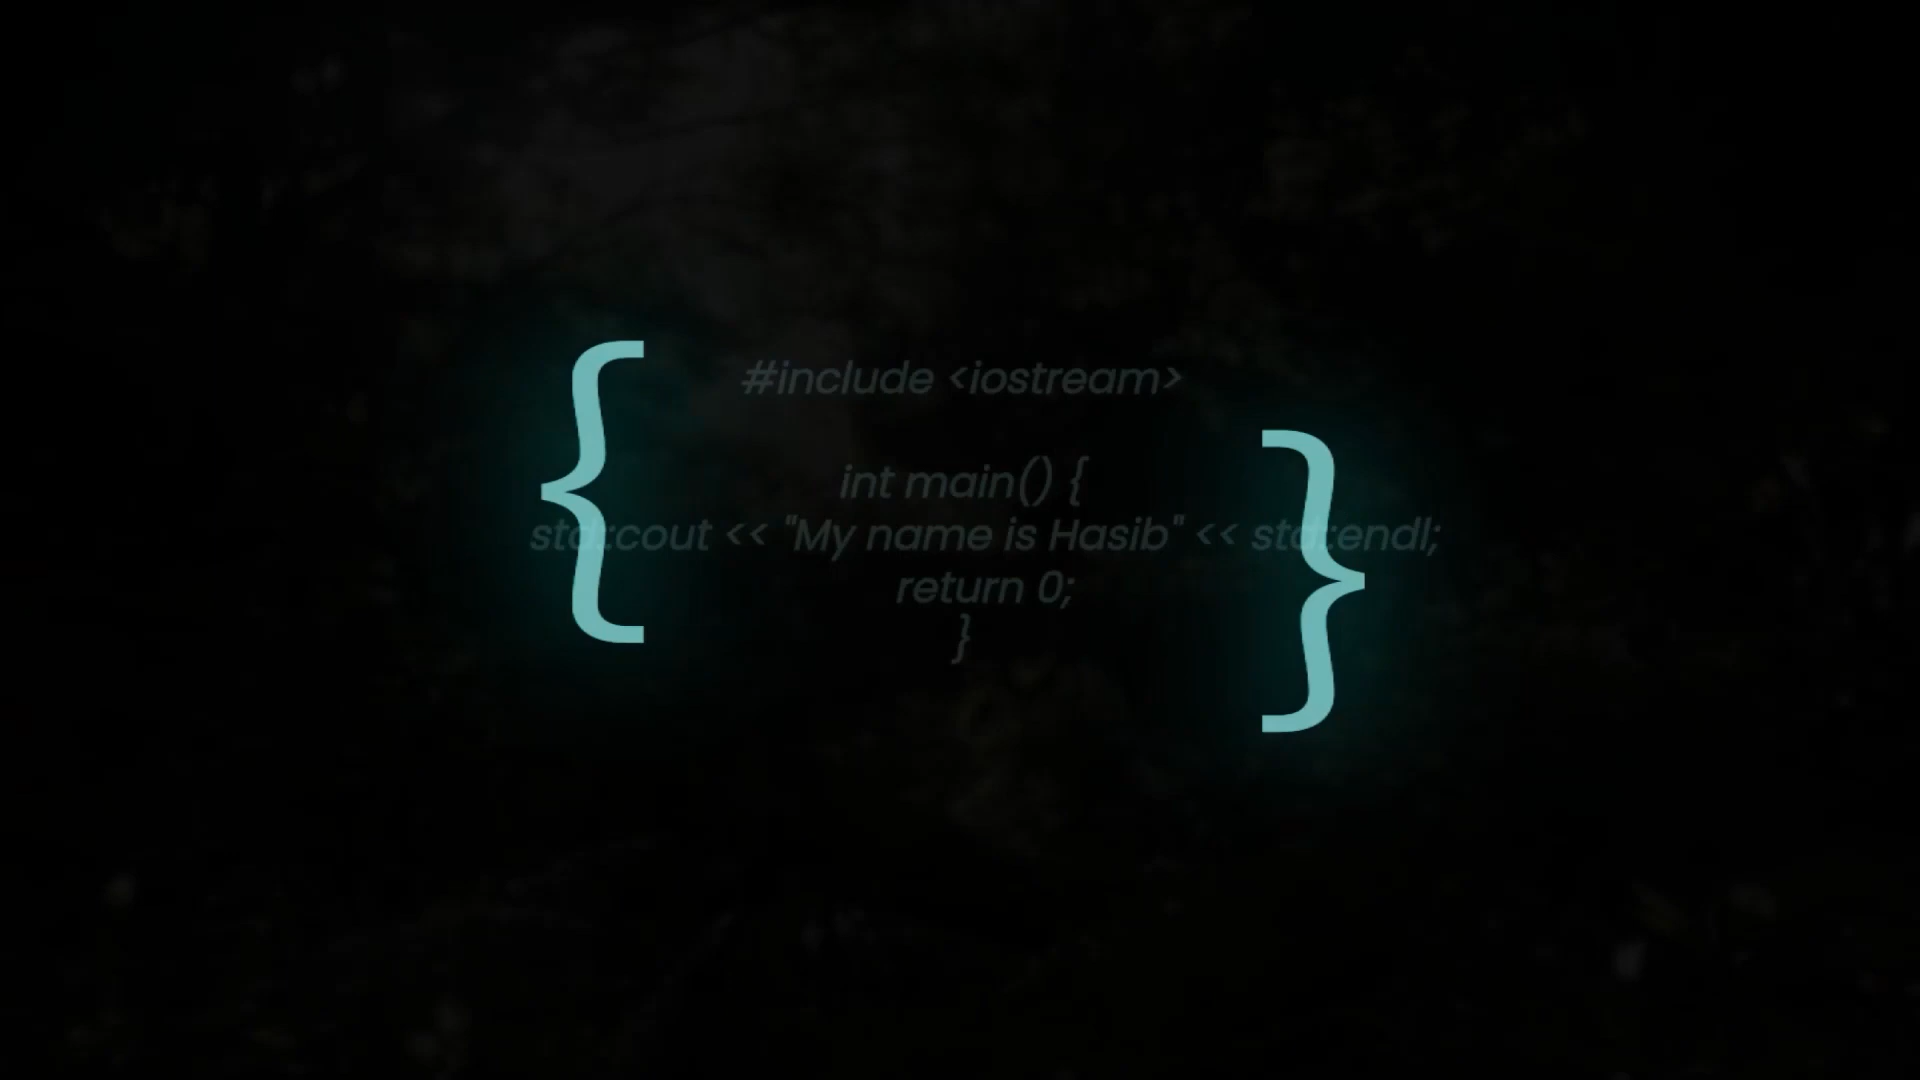 {
#include <iostream>
int main() {
std::cout << "My name is Hasib" << std::endl;
return 0;
}
}